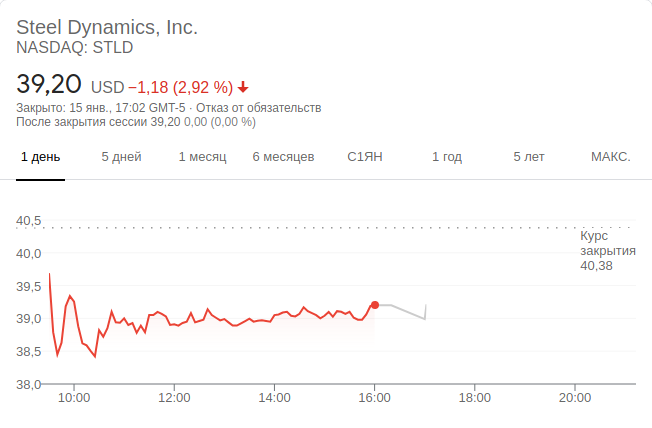 Steel Dynamics, Inc.
NASDAQ: STLD
39,20 USD −1,18 (2,92 %)
Закрыто: 15 янв., 17:02 GMT-5 · Отказ от обязательств
После закрытия сессии 39,20 0,00 (0,00 %)
1 день 5 дней 1 месяц 6 месяцев С1ЯН 1 год 5 лет МАКС.
40,5
Курс
закрытия
40,38
40,0
39,5
39,0
38,5
38,0
10:00 12:00 14:00 16:00 18:00 20:00